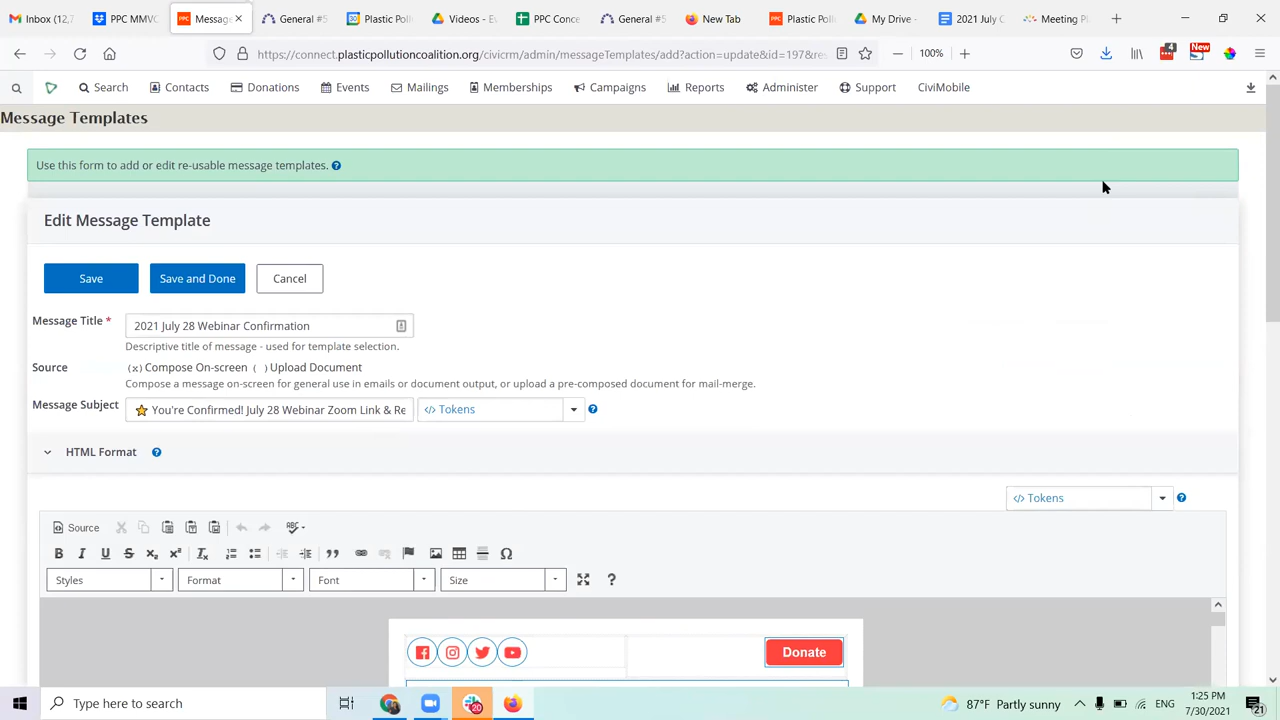 Inbox (12,
PPC MMVC
Message
General #5
Plastic Poll
Videos - Ev
PPC Conce
General #5
New Tab
Plastic Pol
My Drive -
2021 July C
Meeting P
https://connect.plasticpollutioncoalition.org/civicrm/admin/messageTemplates/add?action=update&id=197&res
100%
4
New
Search
Contacts
Donations
Events
Mailings
Memberships
Campaigns
Reports
Administer
Support
CiviMobile
Message Templates
Use this form to add or edit re-usable message templates.
Edit Message Template
Save
Save and Done
Cancel
Message Title *
2021 July 28 Webinar Confirmation
Descriptive title of message - used for template selection.
Source
(x) Compose On-screen ( ) Upload Document
Compose a message on-screen for general use in emails or document output, or upload a pre-composed document for mail-merge.
Message Subject
You're Confirmed! July 28 Webinar Zoom Link & Re
</> Tokens
HTML Format
</> Tokens
Source
Styles
Format
Font
Size
Donate
Type here to search
20
87°F Partly sunny
ENG
1:25 PM
7/30/2021
21